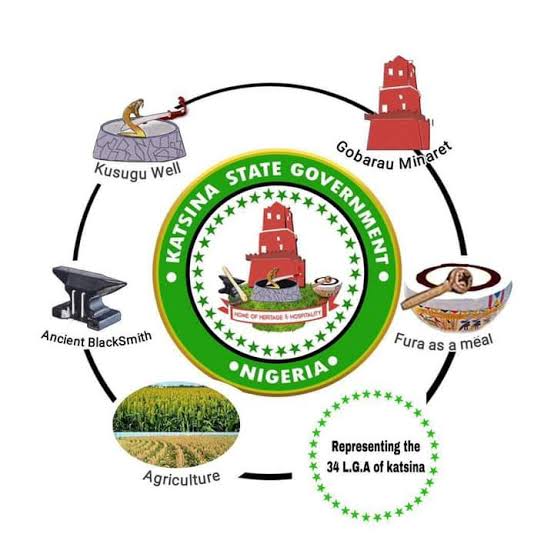 Kusugu Well
Gobarau Minaret
KATSINA STATE GOVERNMENT
HOME OF HERITAGE & HOSPITALITY
•NIGERIA•
Ancient BlackSmith
Fura as a meal
Agriculture
Representing the
34 L.G.A of katsina